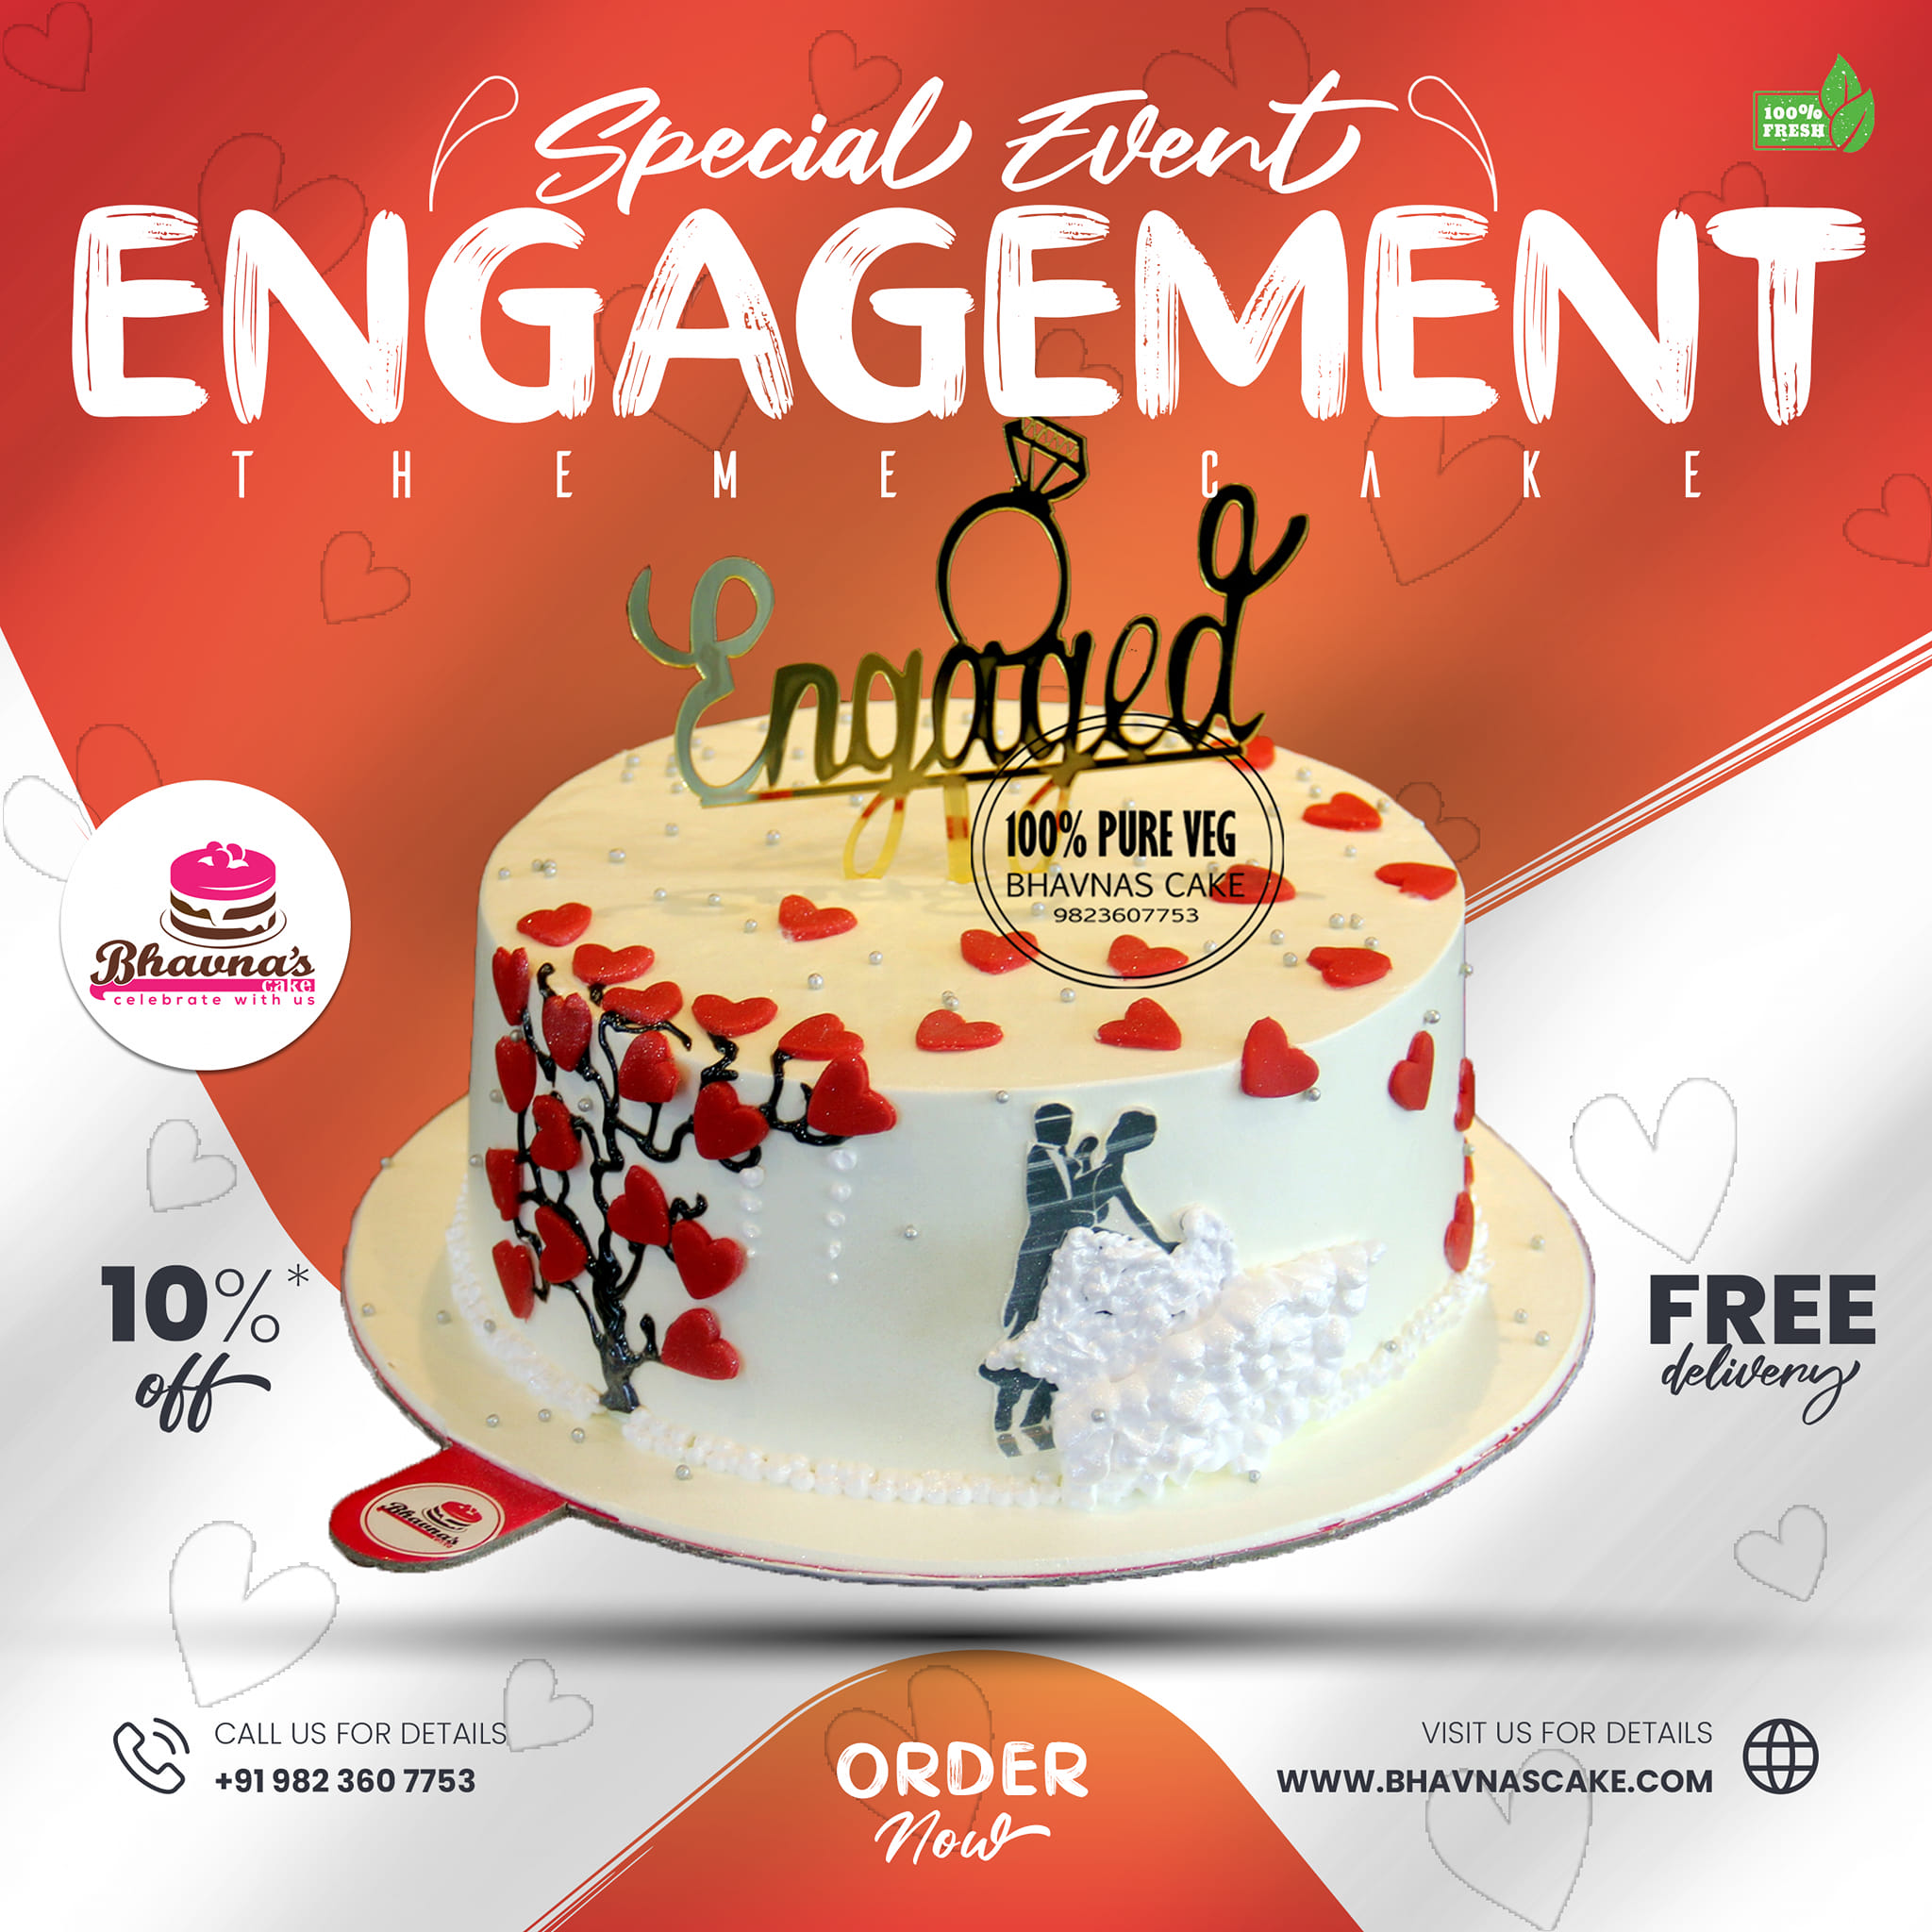 Special Event
100%
FRESH
ENGAGEMENT
THEME CAKE
Engaged
100% PURE VEG
BHAVNAS CAKE
9823607753
Bhavna's
cake
celebrate with us
10%*
off
FREE
delivery
Bhavna's
CALL US FOR DETAILS
+91 982 360 7753
ORDER
Now
VISIT US FOR DETAILS
WWW.BHAVNASCAKE.COM